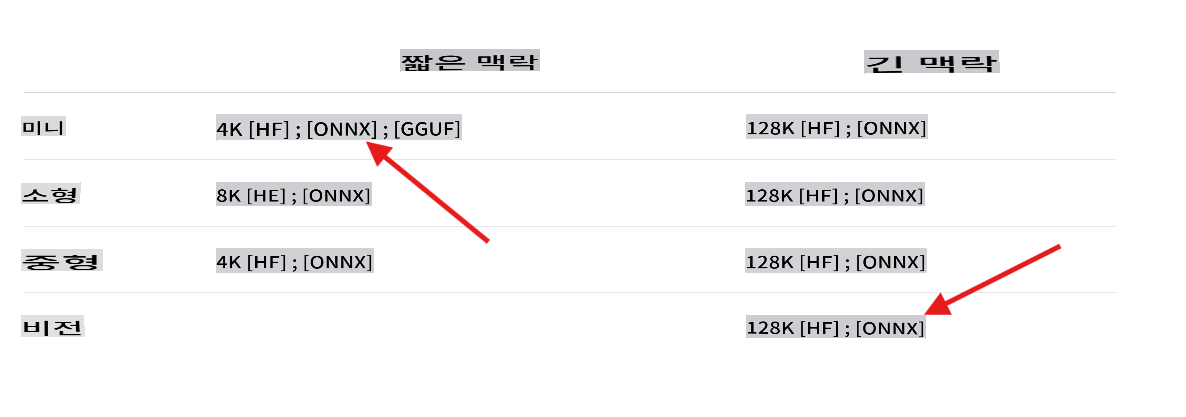 짧은 맥락 긴 맥락
미니 4K [HF] ; [ONNX] ; [GGUF] 128K [HF] ; [ONNX]
소형 8K [HE] ; [ONNX] 128K [HF] ; [ONNX]
중형 4K [HF] ; [ONNX] 128K [HF] ; [ONNX]
비전 128K [HF] ; [ONNX]